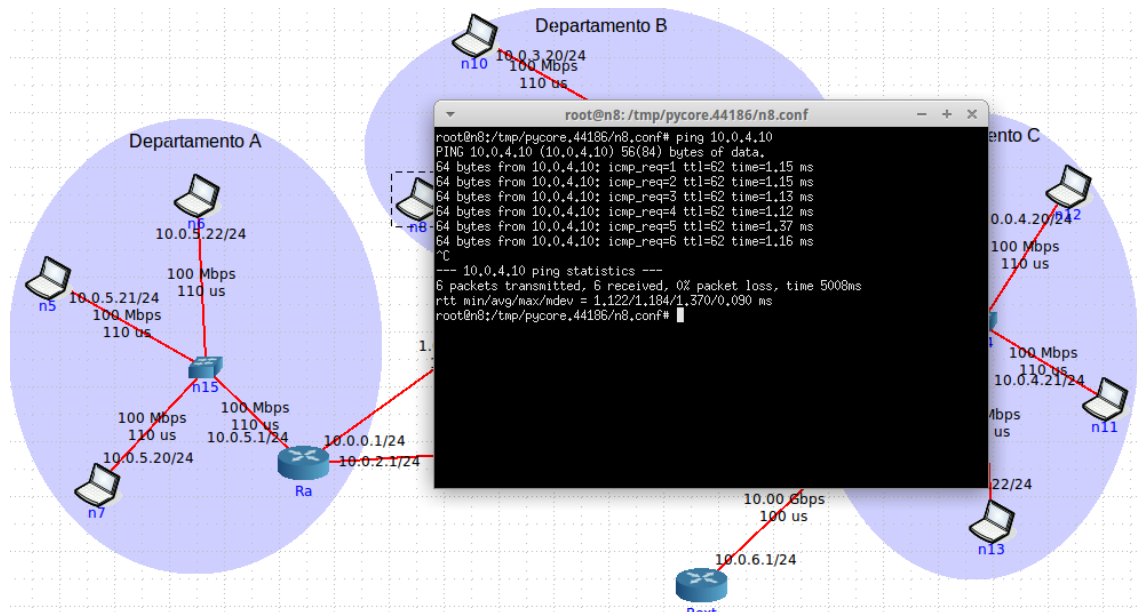 Departamento B
n10
10.0.3.20/24
100 Mbps
110 us
Departamento A
n6
10.0.5.22/24
100 Mbps
110 us
n5
10.0.5.21/24
100 Mbps
110 us
n15
100 Mbps
110 us
10.0.5.20/24
n7
100 Mbps
110 us
10.0.5.1/24
10.0.0.1/24
10.0.2.1/24
Ra
n8
1.
root@n8: /tmp/pycore.44186/n8.conf
root@n8:/tmp/pycore.44186/n8.conf# ping 10.0.4.10
PING 10.0.4.10 (10.0.4.10) 56(84) bytes of data.
64 bytes from 10.0.4.10: icmp_req=1 ttl=62 time=1.15 ms
64 bytes from 10.0.4.10: icmp_req=2 ttl=62 time=1.15 ms
64 bytes from 10.0.4.10: icmp_req=3 ttl=62 time=1.13 ms
64 bytes from 10.0.4.10: icmp_req=4 ttl=62 time=1.12 ms
64 bytes from 10.0.4.10: icmp_req=5 ttl=62 time=1.37 ms
64 bytes from 10.0.4.10: icmp_req=6 ttl=62 time=1.16 ms
^C
--- 10.0.4.10 ping statistics ---
6 packets transmitted, 6 received, 0% packet loss, time 5008ms
rtt min/avg/max/mdev = 1.122/1.184/1.370/0.090 ms
root@n8:/tmp/pycore.44186/n8.conf#
ento C
n12
0.0.4.20/24
100 Mbps
110 us
4
100 Mbps
110 us
10.0.4.21/24
n11
Mbps
us
22/24
n13
10.00 Gbps
100 us
10.0.6.1/24